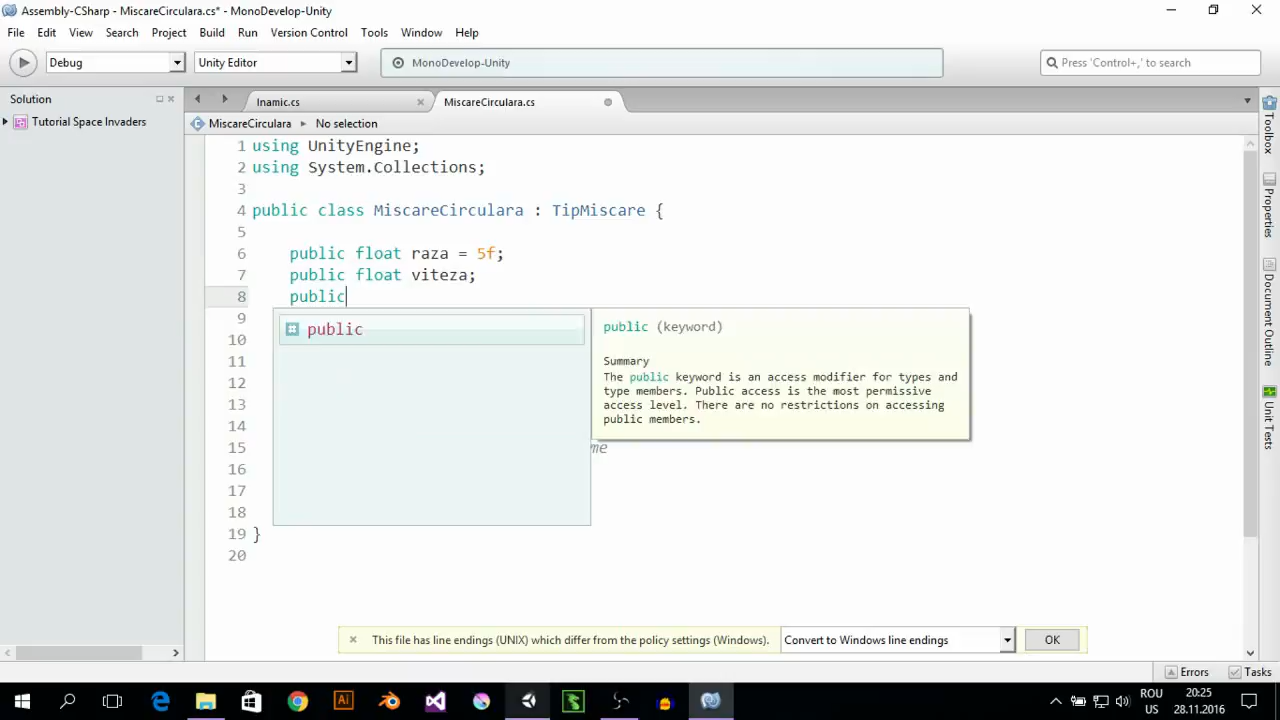 Assembly-CSharp - MiscareCirculara.cs* - MonoDevelop-Unity
File Edit View Search Project Build Run Version Control Tools Window Help
Debug Unity Editor MonoDevelop-Unity Press 'Control+,' to search
Solution Inamic.cs MiscareCirculara.cs
Tutorial Space Invaders MiscareCirculara No selection
1 using UnityEngine;
2 using System.Collections;
3
4 public class MiscareCirculara : TipMiscare {
5
6 public float raza = 5f;
7 public float viteza;
8 public
9
10
11
12
13
14
15 me
16
17
18
19 }
20
public
public (keyword)
Summary
The public keyword is an access modifier for types and
type members. Public access is the most permissive
access level. There are no restrictions on accessing
public members.
Toolbox
Properties
Document Outline
Unit Tests
This file has line endings (UNIX) which differ from the policy settings (Windows). Convert to Windows line endings OK
Errors Tasks
Ai
ROU
US
20:25
28.11.2016